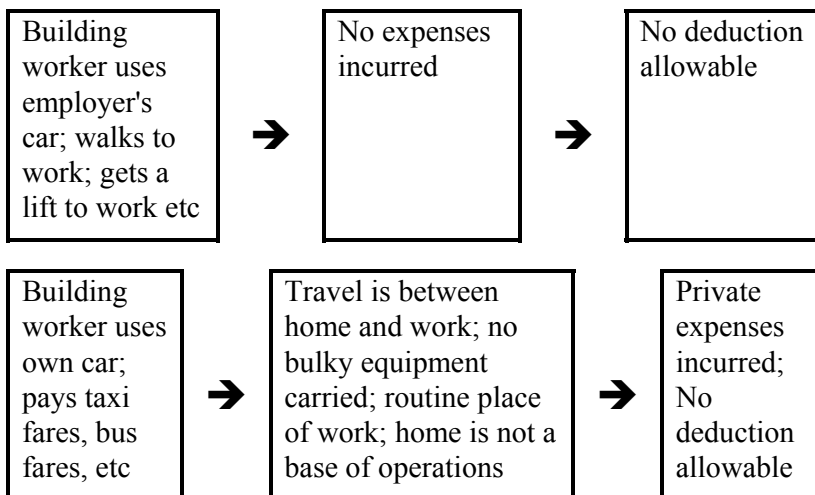 Building
worker uses
employer's
car; walks to
work; gets a
lift to work etc
No expenses
incurred
No deduction
allowable
Building
worker uses
own car;
pays taxi
fares, bus
fares, etc
Travel is between
home and work; no
bulky equipment
carried; routine place
of work; home is not a
base of operations
Private
expenses
incurred;
No
deduction
allowable